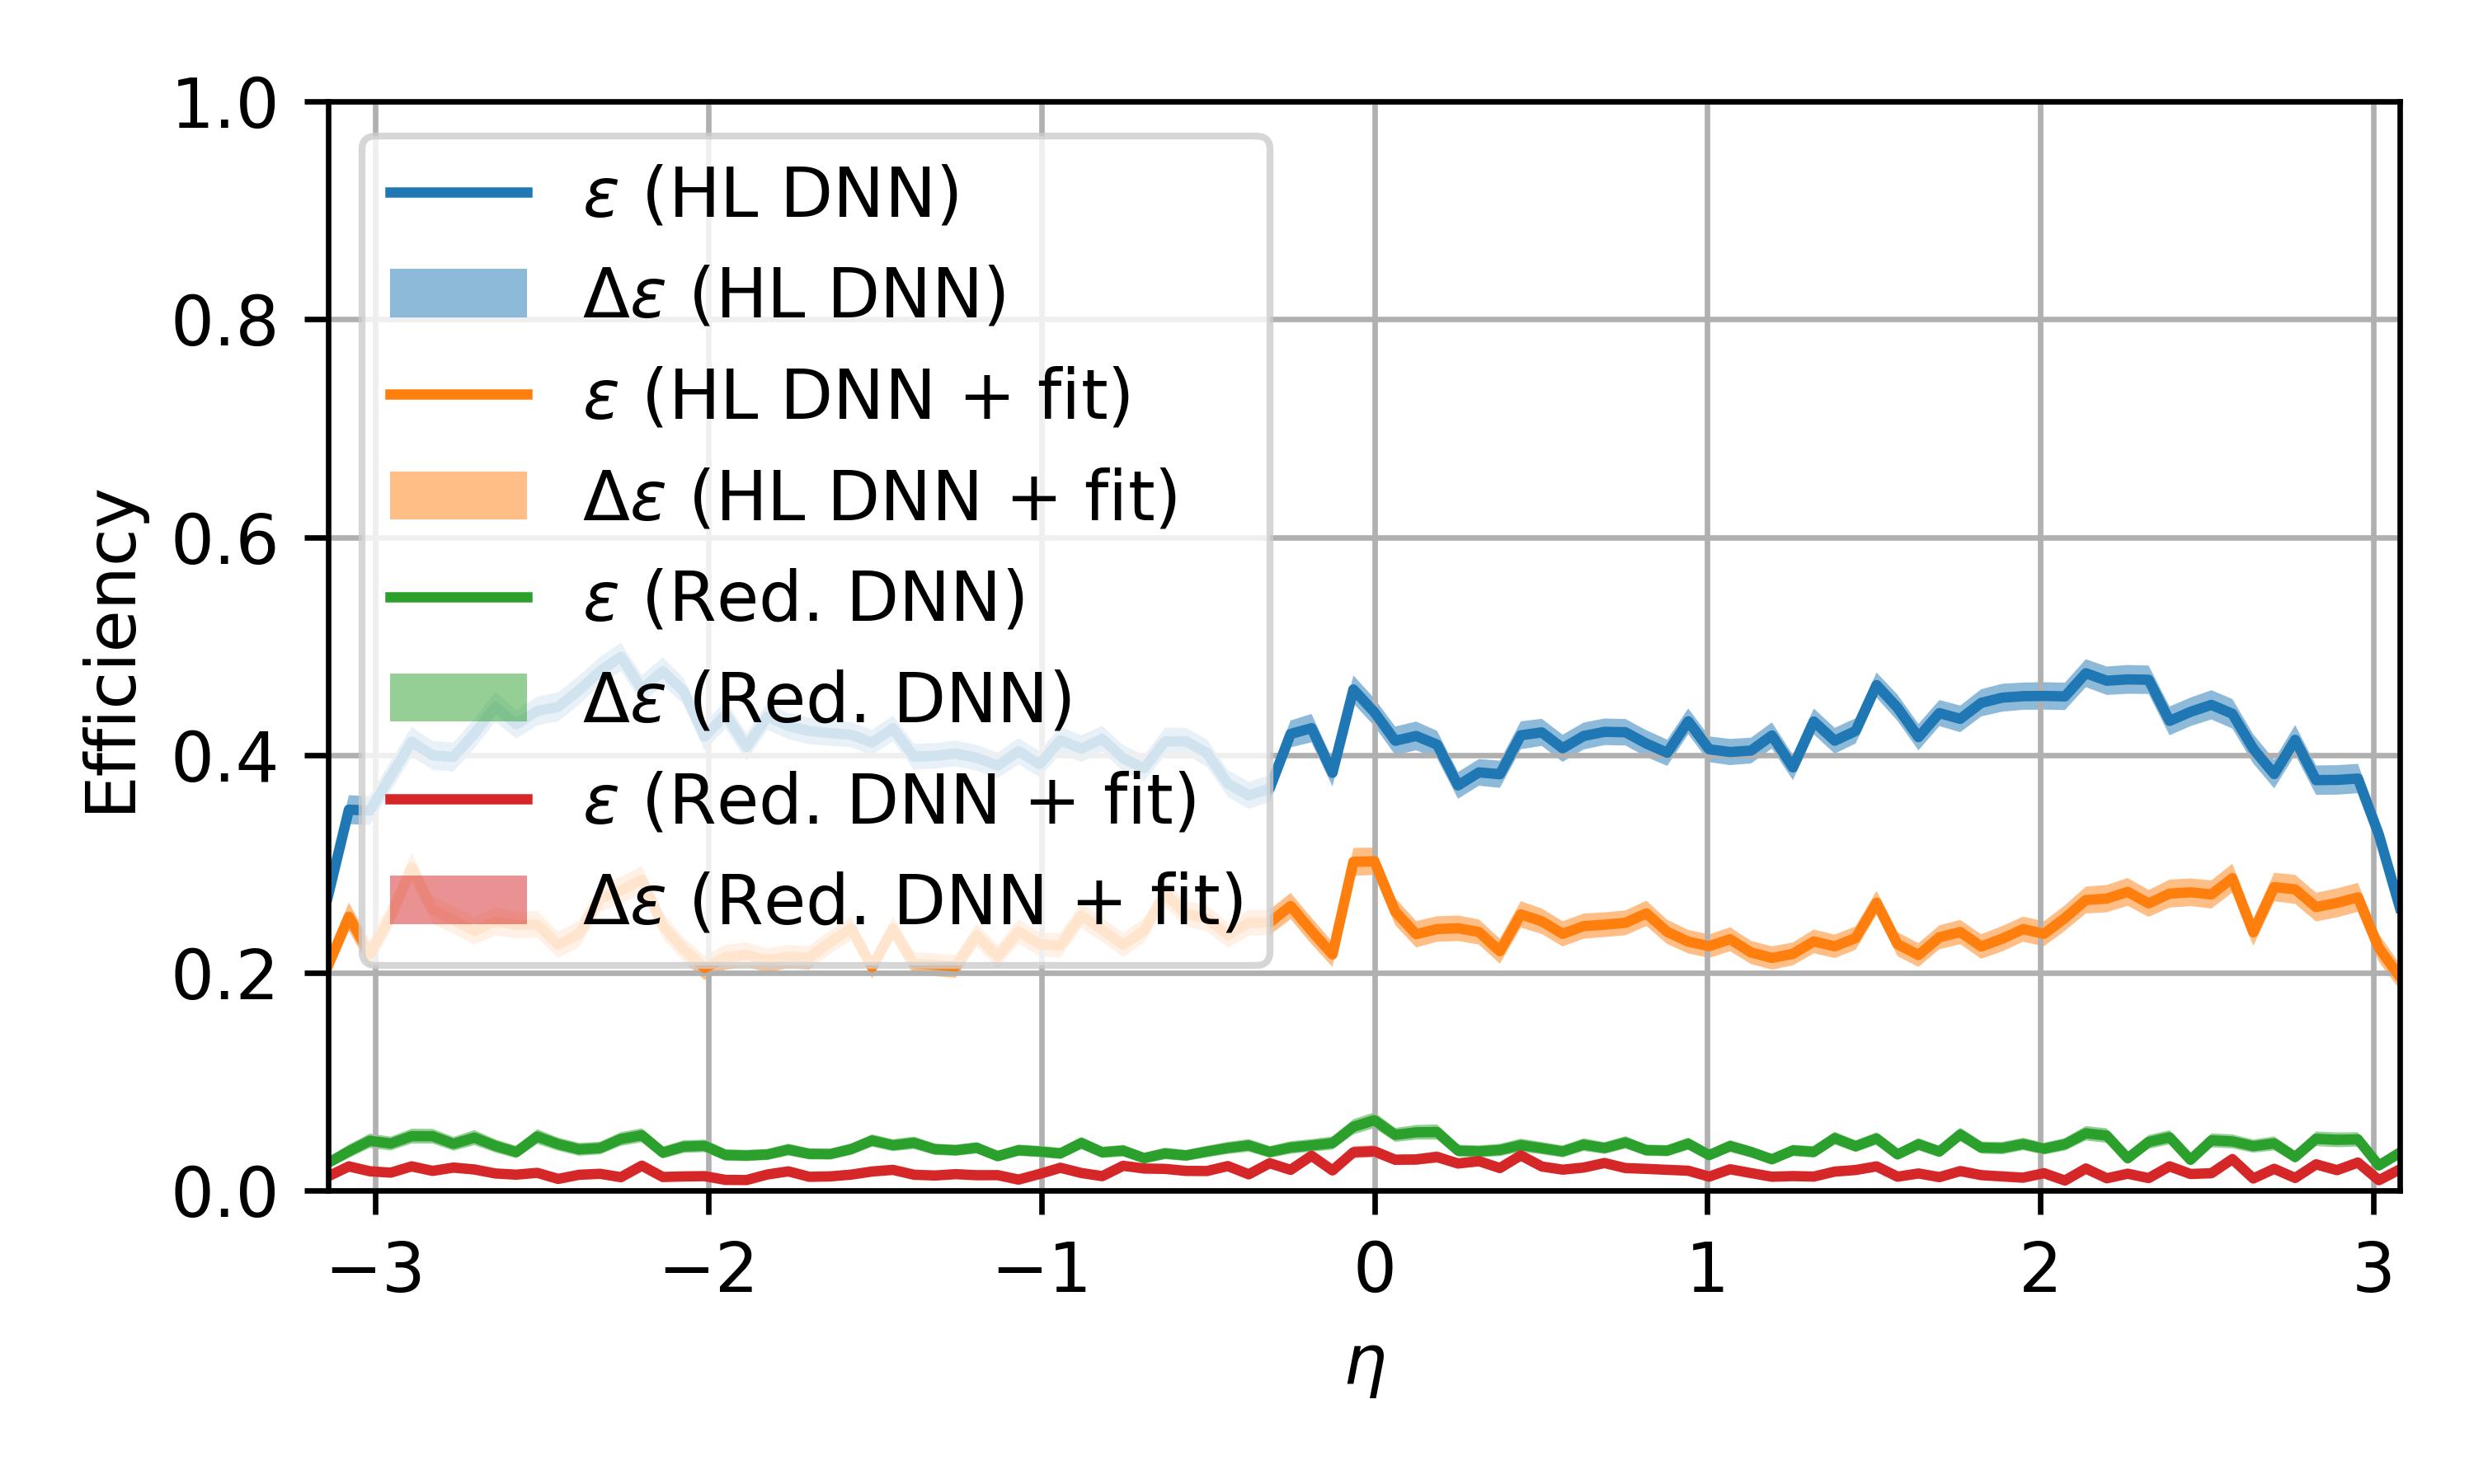 1.0
0.8
0.6
0.4
0.2
0.0
Efficiency
ε (HL DNN)
Δε (HL DNN)
ε (HL DNN + fit)
Δε (HL DNN + fit)
ε (Red. DNN)
Δε (Red. DNN)
ε (Red. DNN + fit)
Δε (Red. DNN + fit)
−3 −2 −1 0 1 2 3
η